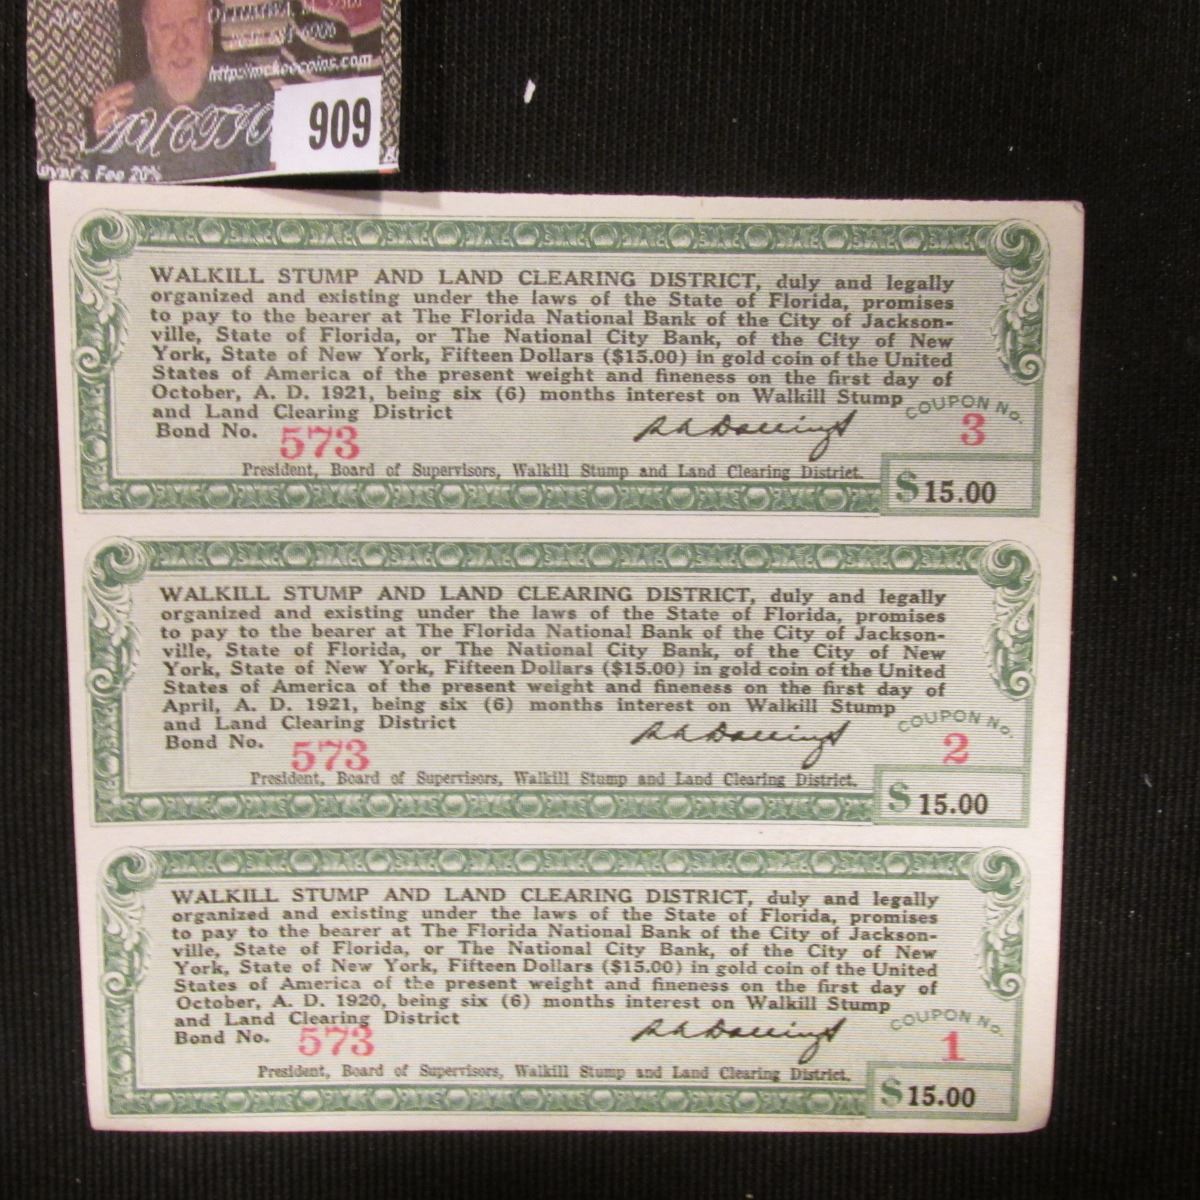 http://mckeecoins.com
AUCTIO
909
Fee 20%
WALKILL STUMP AND LAND CLEARING DISTRICT, duly and legally
organized and existing under the laws of the State of Florida, promises
to pay to the bearer at The Florida National Bank of the City of Jackson-
ville, State of Florida, or The National City Bank, of the City of New
York, State of New York, Fifteen Dollars ($15.00) in gold coin of the United
States of America of the present weight and fineness on the first day of
October, A. D. 1921, being six (6) months interest on Walkill Stump
and Land Clearing District
Bond No. 573
COUPON No.
3
President, Board of Supervisors, Walkill Stump and Land Clearing District.
$15.00
WALKILL STUMP AND LAND CLEARING DISTRICT, duly and legally
organized and existing under the laws of the State of Florida, promises
to pay to the bearer at The Florida National Bank of the City of Jackson-
ville, State of Florida, or The National City Bank, of the City of New
York, State of New York, Fifteen Dollars ($15.00) in gold coin of the United
States of America of the present weight and fineness on the first day of
April, A. D. 1921, being six (6) months interest on Walkill Stump
and Land Clearing District
Bond No. 573
COUPON No.
2
President, Board of Supervisors, Walkill Stump and Land Clearing District.
$15.00
WALKILL STUMP AND LAND CLEARING DISTRICT, duly and legally
organized and existing under the laws of the State of Florida, promises
to pay to the bearer at The Florida National Bank of the City of Jackson-
ville, State of Florida, or The National City Bank, of the City of New
York, State of New York, Fifteen Dollars ($15.00) in gold coin of the United
States of America of the present weight and fineness on the first day of
October, A. D. 1920, being six (6) months interest on Walkill Stump
and Land Clearing District
Bond No. 573
COUPON No.
1
President, Board of Supervisors, Walkill Stump and Land Clearing District.
$15.00